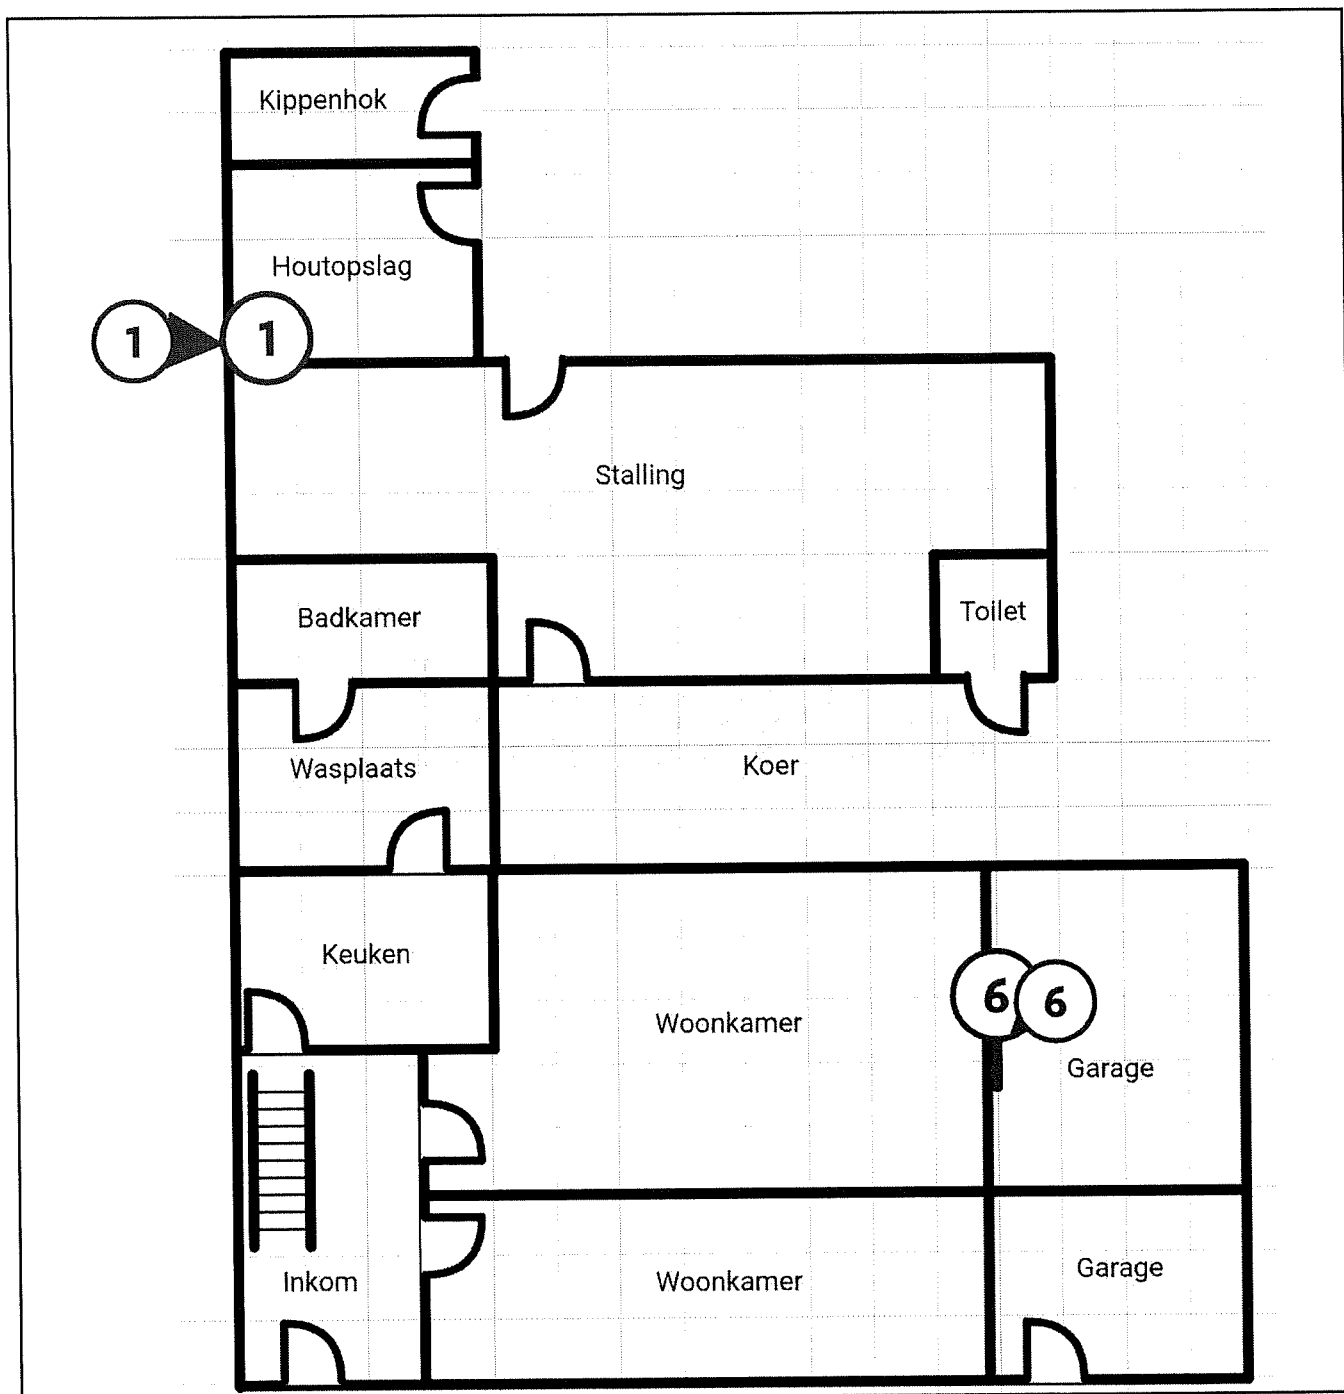 Kippenhok
Houtopslag
1 1
Stalling
Badkamer
Toilet
Wasplaats
Koer
Keuken
6 6
Woonkamer
Garage
Inkom
Woonkamer
Garage